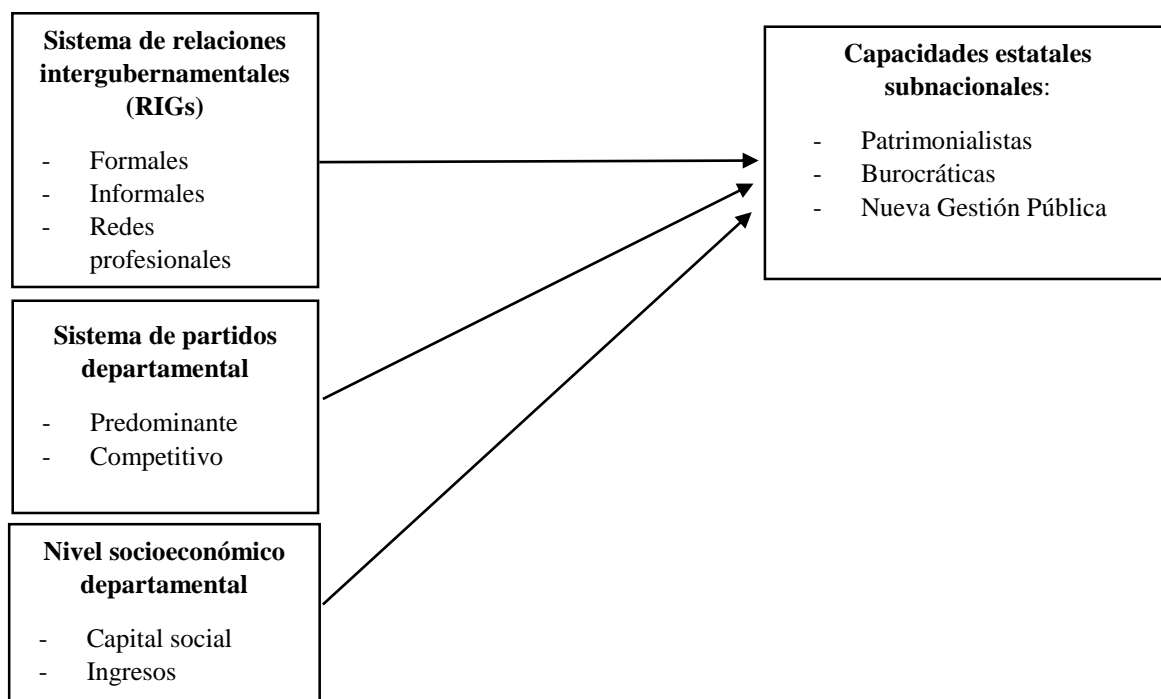 Sistema de relaciones
intergubernamentales
(RIGs)
- Formales
- Informales
- Redes
profesionales
Capacidades estatales
subnacionales:
- Patrimonialistas
- Burocráticas
- Nueva Gestión Pública
Sistema de partidos
departamental
- Predominante
- Competitivo
Nivel socioeconómico
departamental
- Capital social
- Ingresos